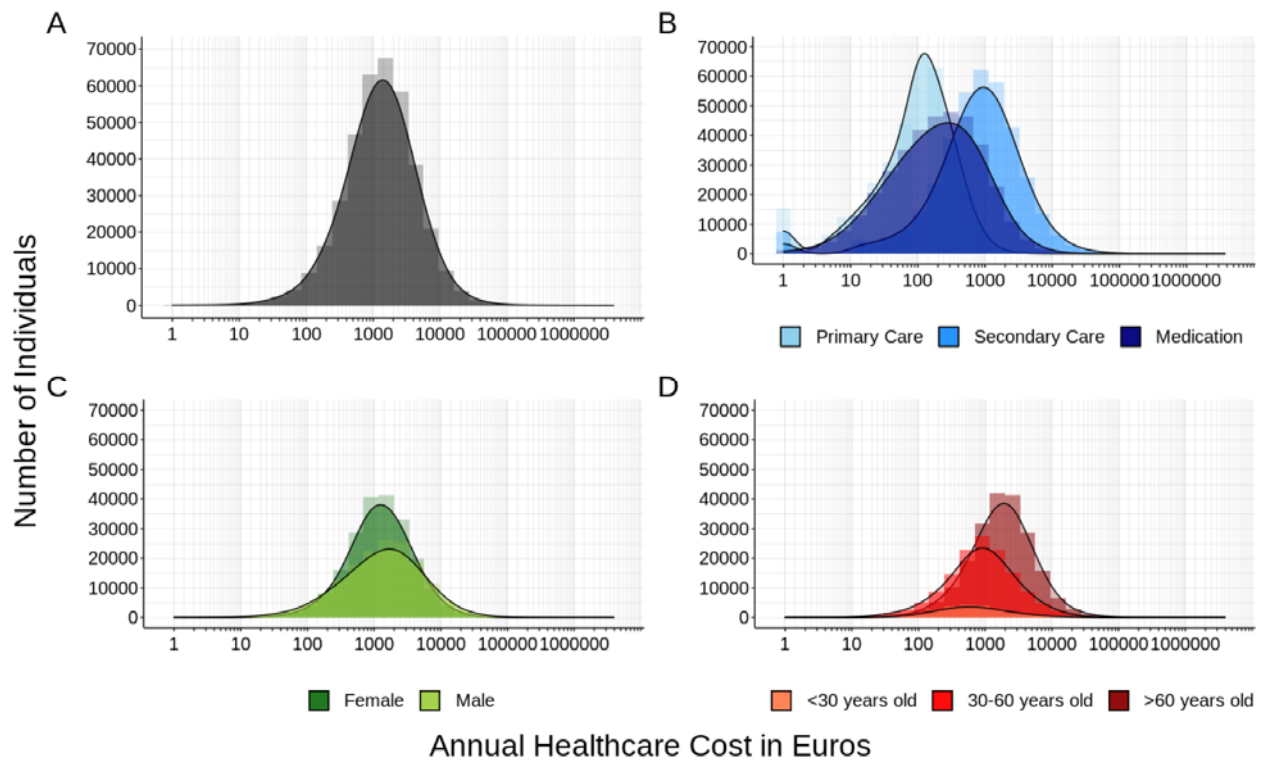 A
70000
60000
50000
40000
30000
20000
10000
0
1 10 100 1000 10000 100000 1000000
B
70000
60000
50000
40000
30000
20000
10000
0
1 10 100 1000 10000 100000 1000000
Primary Care Secondary Care Medication
Number of Individuals
C
70000
60000
50000
40000
30000
20000
10000
0
1 10 100 1000 10000 100000 1000000
Female Male
D
70000
60000
50000
40000
30000
20000
10000
0
1 10 100 1000 10000 100000 1000000
<30 years old 30-60 years old >60 years old
Annual Healthcare Cost in Euros